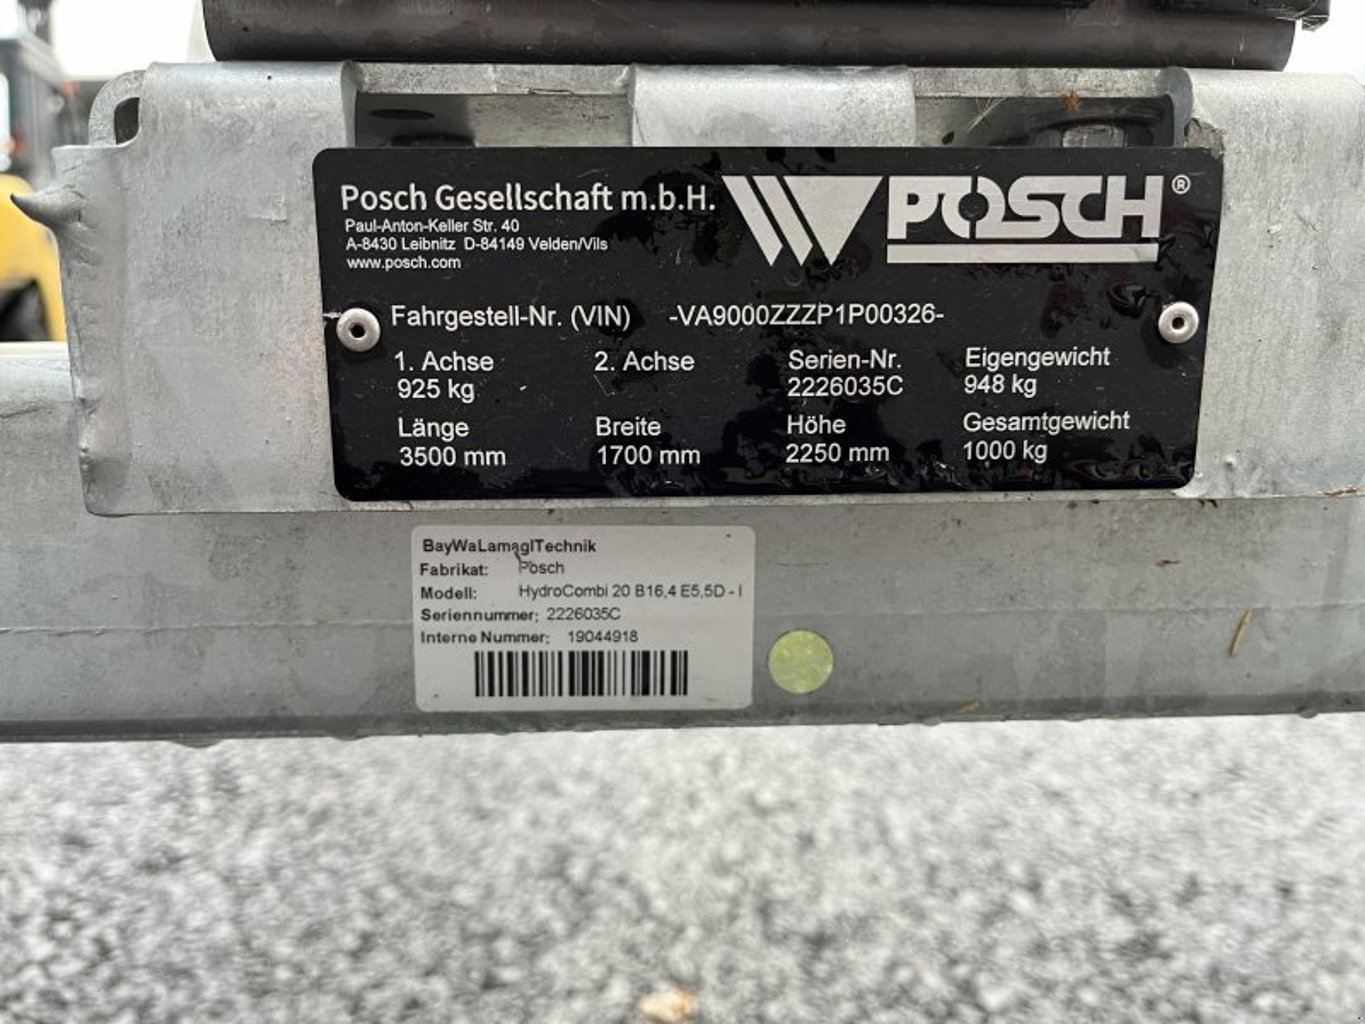 Posch Gesellschaft m.b.H.
POSCH®
Paul-Anton-Keller Str. 40
A-8430 Leibnitz D-84149 Velden/Vils
www.posch.com
Fahrgestell-Nr. (VIN) -VA9000ZZZP1P00326-
1. Achse 2. Achse Serien-Nr. Eigengewicht
925 kg 2226035C 948 kg
Länge Breite Höhe Gesamtgewicht
3500 mm 1700 mm 2250 mm 1000 kg
BayWaLamaglTechnik
Fabrikat: Posch
Modell: HydroCombi 20 B16,4 E5,5D - I
Seriennummer: 2226035C
Interne Nummer: 19044918